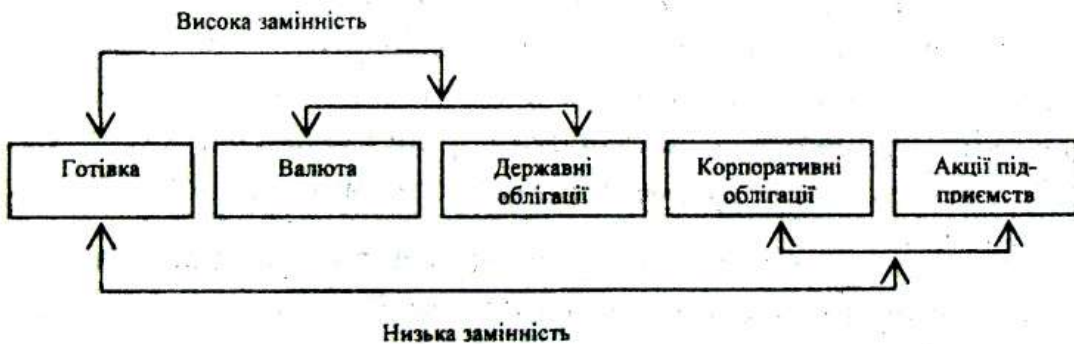 Висока замінність
Готівка
Валюта
Державні
облігації
Корпоративні
облігації
Акції під-
приємств
Низька замінність